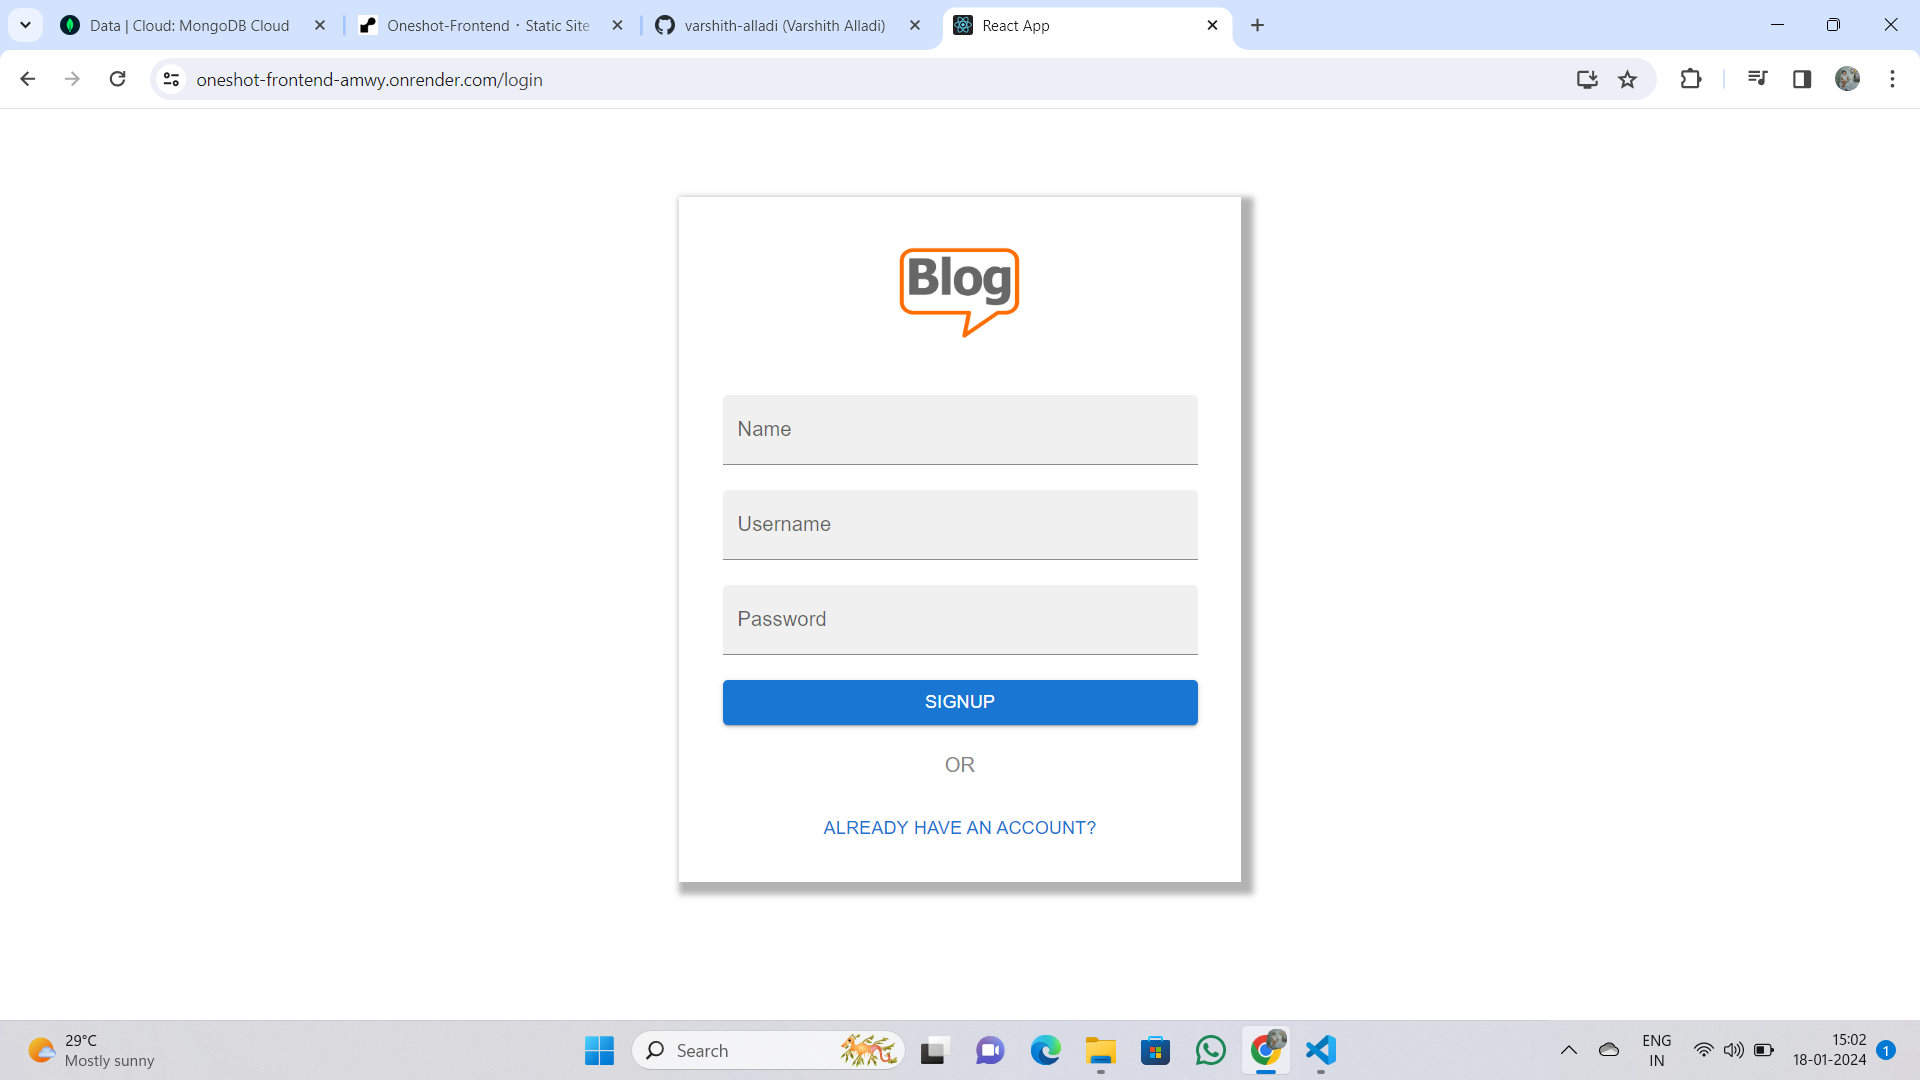 Data | Cloud: MongoDB Cloud
Oneshot-Frontend · Static Site
varshith-alladi (Varshith Alladi)
React App
oneshot-frontend-amwy.onrender.com/login
Blog
Name
Username
Password
SIGNUP
OR
ALREADY HAVE AN ACCOUNT?
29°C
Mostly sunny
Search
ENG
IN
15:02
18-01-2024
1